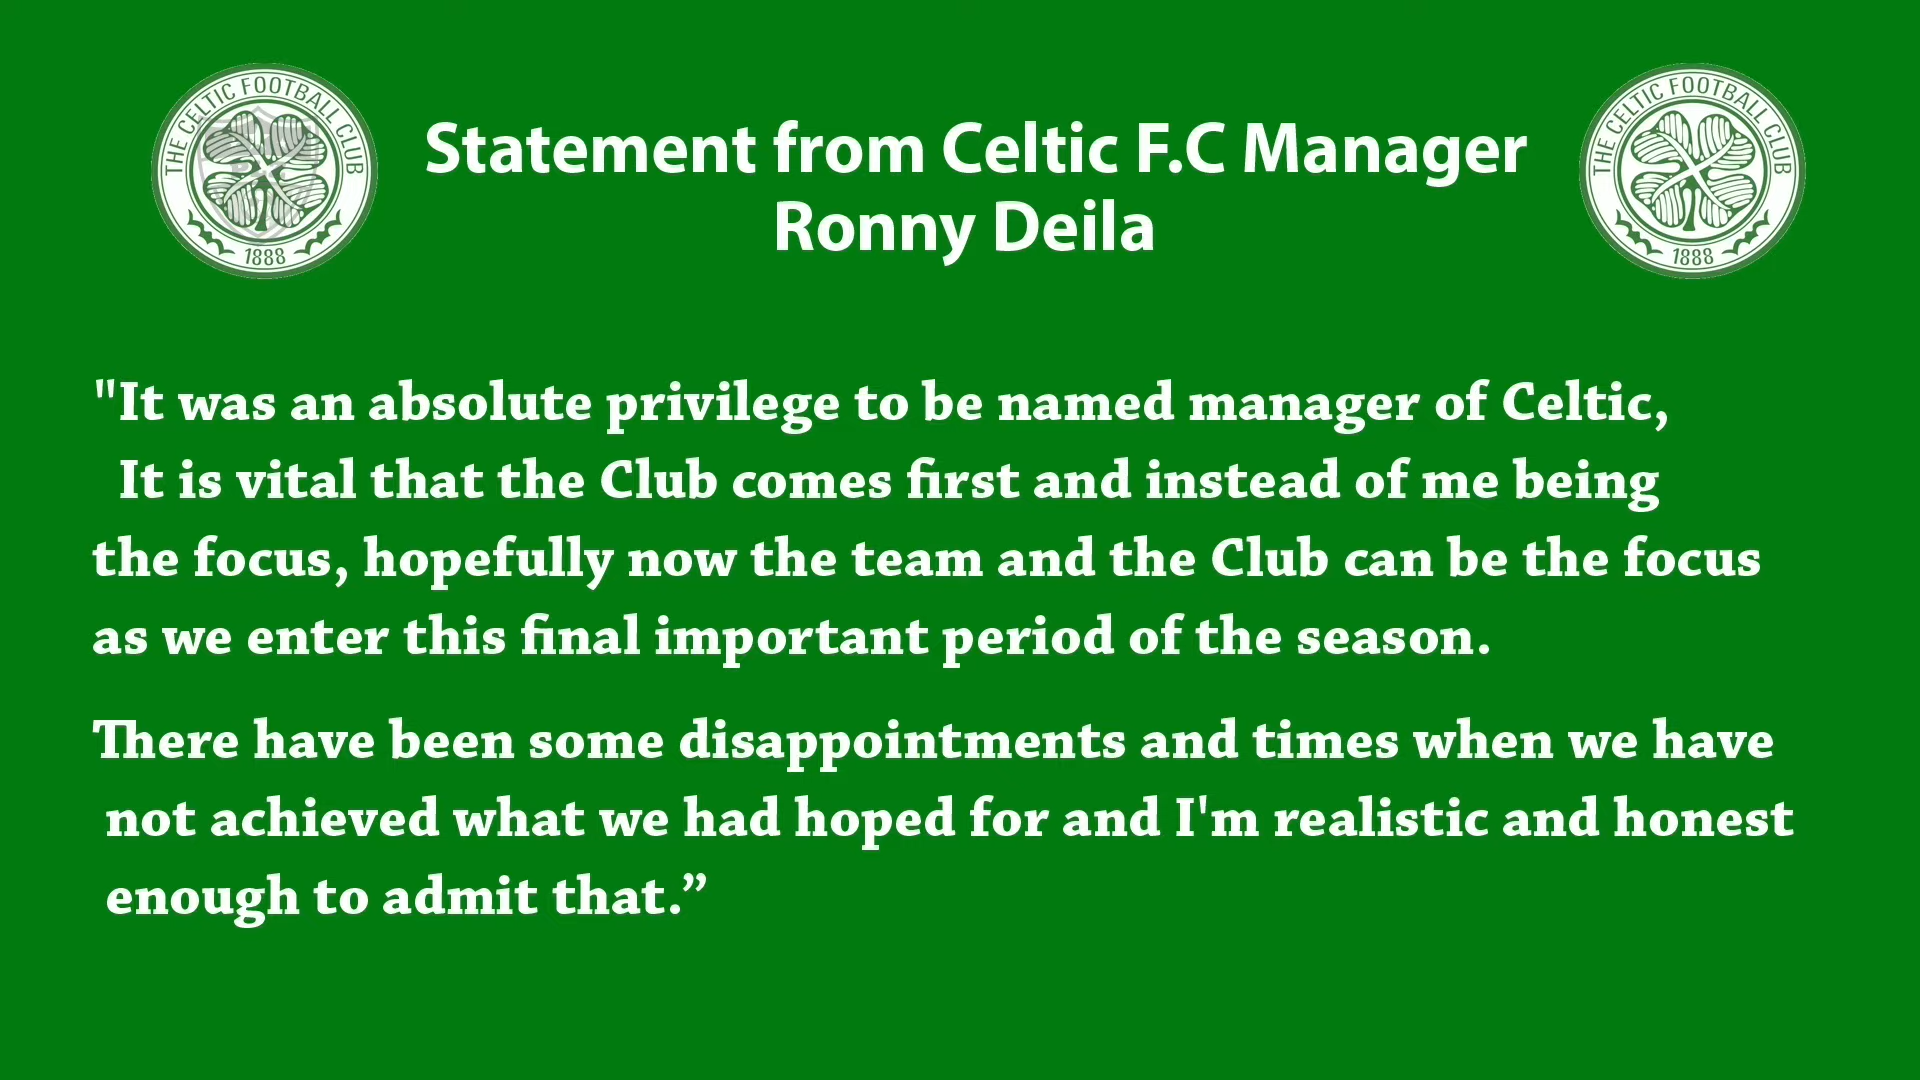 THE CELTIC FOOTBALL CLUB
1888
Statement from Celtic F.C Manager
Ronny Deila
THE CELTIC FOOTBALL CLUB
1888
"It was an absolute privilege to be named manager of Celtic,
It is vital that the Club comes first and instead of me being
the focus, hopefully now the team and the Club can be the focus
as we enter this final important period of the season.
There have been some disappointments and times when we have
not achieved what we had hoped for and I'm realistic and honest
enough to admit that.”